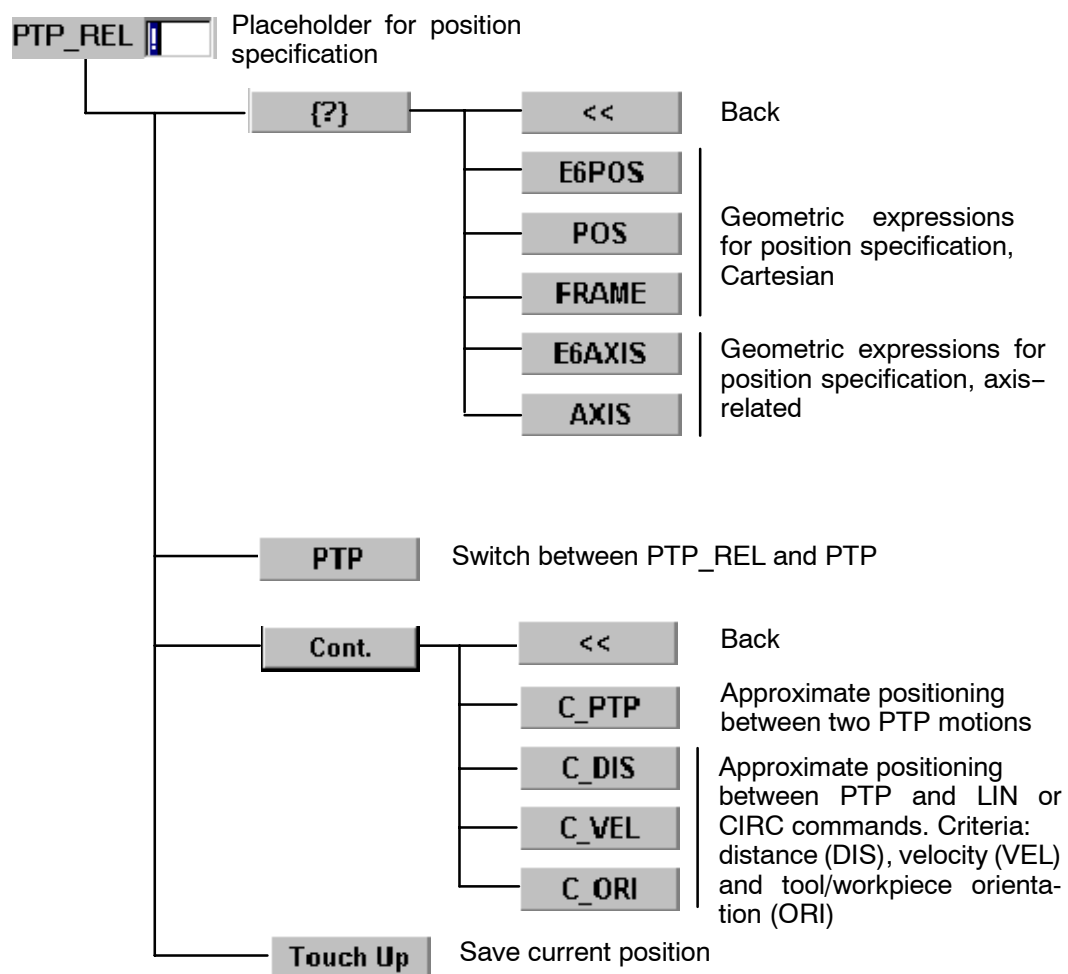 PTP_REL ! Placeholder for position
specification
{?}
<< Back
E6POS
POS
FRAME
Geometric expressions
for position specification,
Cartesian
E6AXIS
AXIS
Geometric expressions for
position specification, axis–
related
PTP Switch between PTP_REL and PTP
Cont.
<< Back
C_PTP
Approximate positioning
between two PTP motions
C_DIS
C_VEL
C_ORI
Approximate positioning
between PTP and LIN or
CIRC commands. Criteria:
distance (DIS), velocity (VEL)
and tool/workpiece orienta-
tion (ORI)
Touch Up Save current position